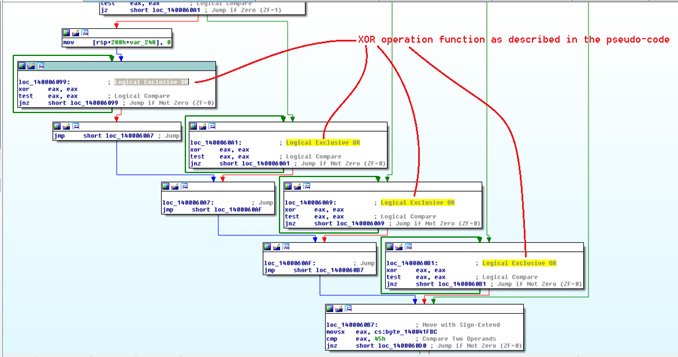 test    eax, eax    ; Logical Compare
jz      short loc_1400060A1 ; Jump if Zero (ZF=1)
XOR operation function as described in the pseudo-code
mov     [rsp+288h+var_248], 0
loc_140006099:          ; Logical Exclusive OR
xor     eax, eax
test    eax, eax        ; Logical Compare
jnz     short loc_140006099 ; Jump if Not Zero (ZF=0)
jmp     short loc_1400060A7 ; Jump
loc_1400060A1:          ; Logical Exclusive OR
xor     eax, eax
test    eax, eax        ; Logical Compare
jnz     short loc_1400060A1 ; Jump if Not Zero (ZF=0)
loc_1400060A7:          ; Jump
jmp     short loc_1400060AF
loc_1400060A9:          ; Logical Exclusive OR
xor     eax, eax
test    eax, eax        ; Logical Compare
jnz     short loc_1400060A9 ; Jump if Not Zero (ZF=0)
loc_1400060AF:          ; Jump
jmp     short loc_1400060B7
loc_1400060B1:          ; Logical Exclusive OR
xor     eax, eax
test    eax, eax        ; Logical Compare
jnz     short loc_1400060B1 ; Jump if Not Zero (ZF=0)
loc_1400060B7:          ; Move with Sign-Extend
movsx   eax, cs:byte_140041FBC
cmp     eax, 45h        ; Compare Two Operands
jnz     short loc_1400060D0 ; Jump if Not Zero (ZF=0)